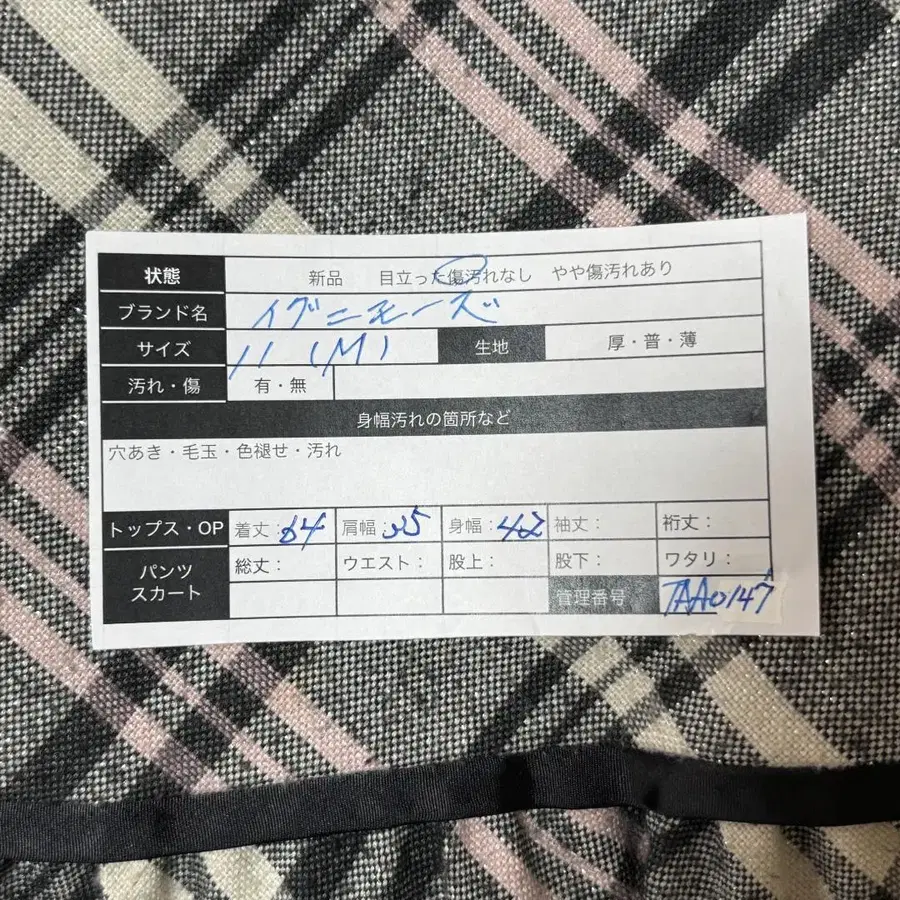 状態 新品 目立った傷汚れなし やや傷汚れあり
ブランド名 イグニモーズ
サイズ 11 (M) 生地 厚・普・薄
汚れ・傷 有・無
身幅汚れの箇所など
穴あき・毛玉・色褪せ・汚れ
トップス・OP 着丈: 64 肩幅: 35 身幅: 42 袖丈: 裄丈:
パンツ スカート 総丈: ウエスト: 股上: 股下: ワタリ:
管理番号 TAA0147